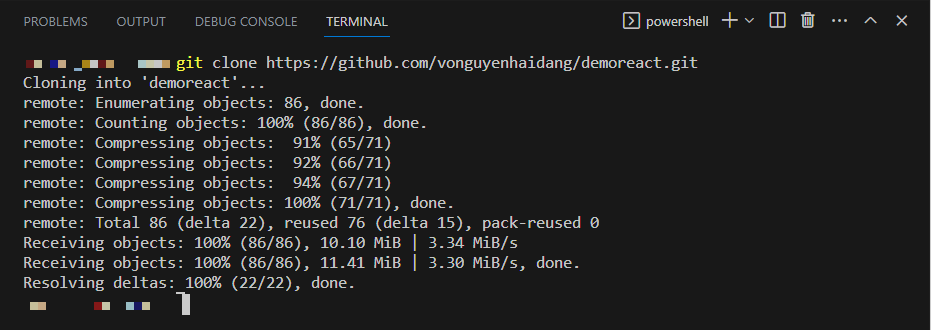 PROBLEMS OUTPUT DEBUG CONSOLE TERMINAL powershell
git clone https://github.com/vonguyenhaidang/demoreact.git
Cloning into 'demoreact'...
remote: Enumerating objects: 86, done.
remote: Counting objects: 100% (86/86), done.
remote: Compressing objects:  91% (65/71)
remote: Compressing objects:  92% (66/71)
remote: Compressing objects:  94% (67/71)
remote: Compressing objects: 100% (71/71), done.
remote: Total 86 (delta 22), reused 76 (delta 15), pack-reused 0
Receiving objects: 100% (86/86), 10.10 MiB | 3.34 MiB/s
Receiving objects: 100% (86/86), 11.41 MiB | 3.30 MiB/s, done.
Resolving deltas: 100% (22/22), done.